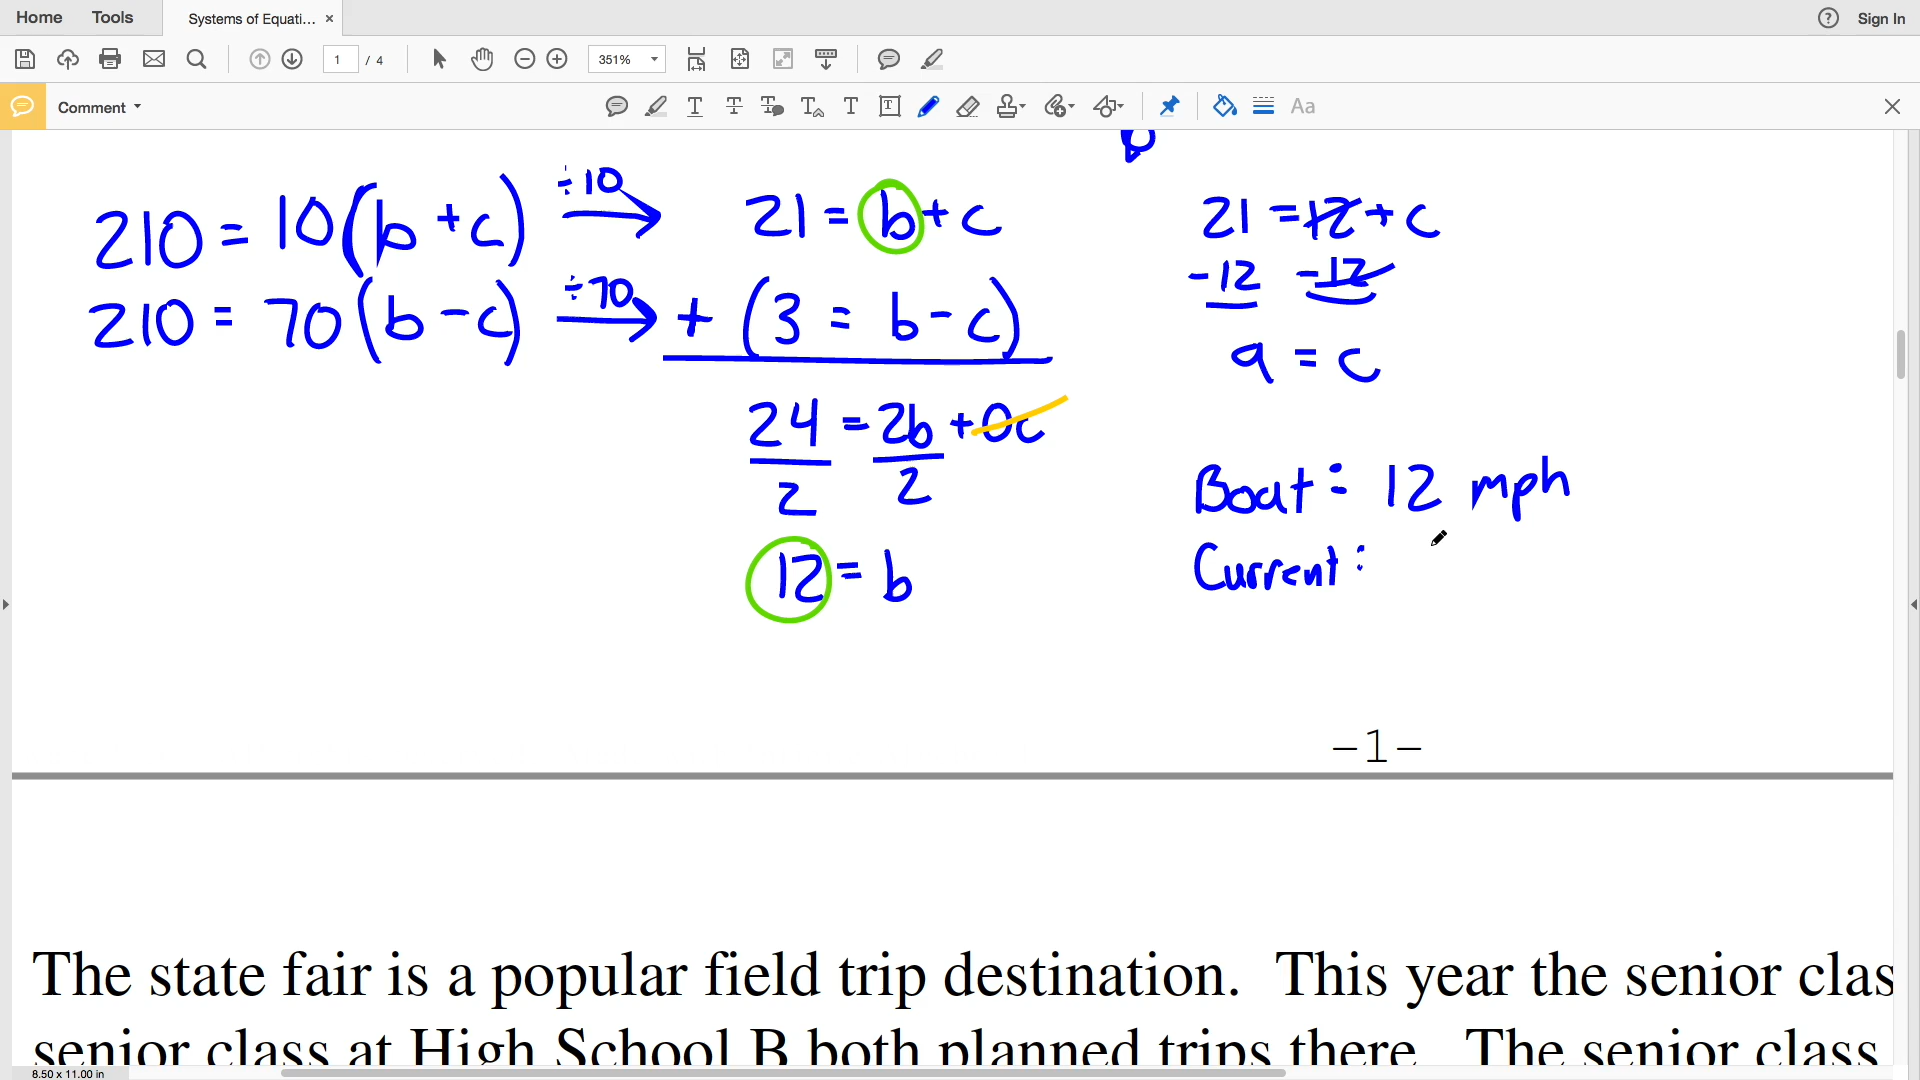 Home Tools Systems of Equati... × ? Sign In
1 / 4 351%
Comment T T T T T T Aa ×
210 = 10(b + c) ÷10 21 = b + c 21 = 12 + c
-12 -12
210 = 70(b - c) ÷70 + (3 = b - c)
9 = c
24 = 2b + 0c
2 2
Boat: 12 mph
12 = b
Current:
-1-
The state fair is a popular field trip destination. This year the senior clas
senior class at High School B both planned trips there. The senior class
8.50 x 11.00 in